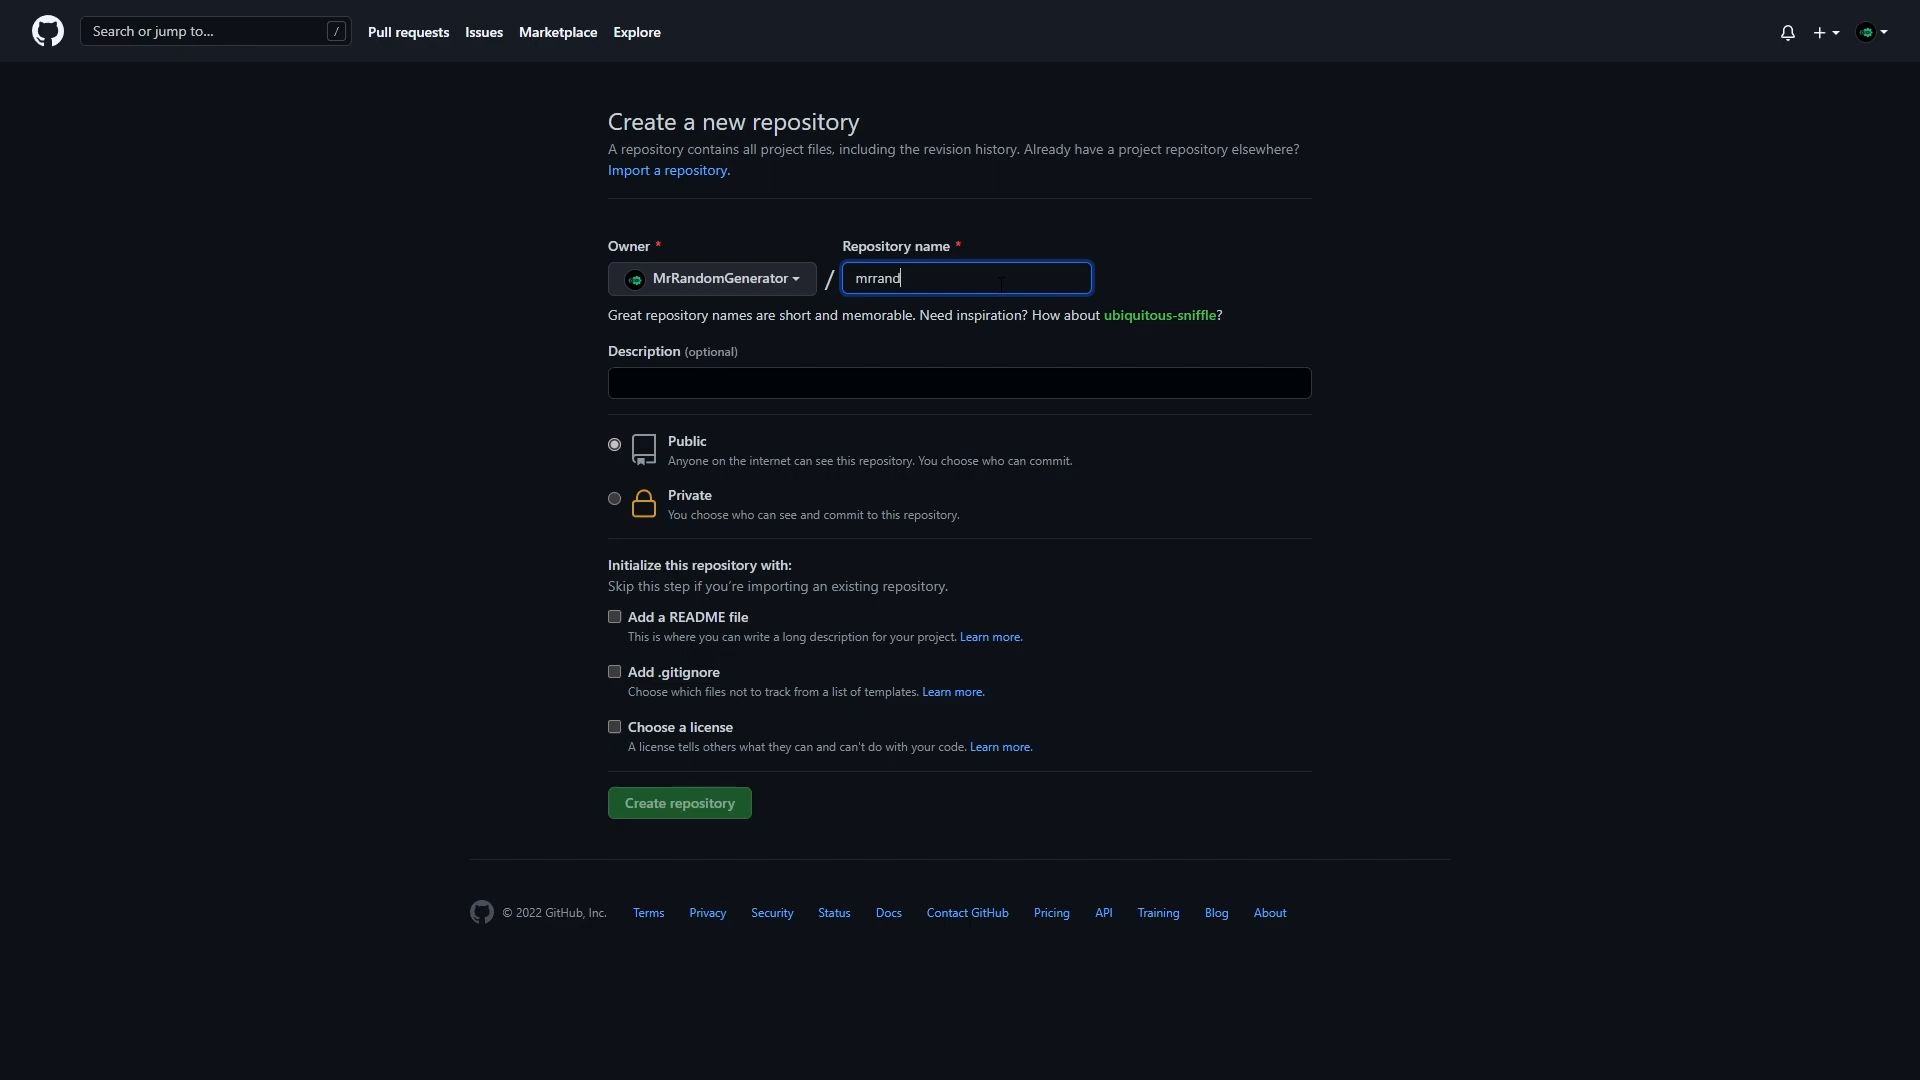 Search or jump to... /
Pull requests
Issues
Marketplace
Explore
Create a new repository
A repository contains all project files, including the revision history. Already have a project repository elsewhere?
Import a repository.
Owner *
Repository name *
MrRandomGenerator
/
mrrand
Great repository names are short and memorable. Need inspiration? How about ubiquitous-sniffle?
Description (optional)
Public
Anyone on the internet can see this repository. You choose who can commit.
Private
You choose who can see and commit to this repository.
Initialize this repository with:
Skip this step if you’re importing an existing repository.
Add a README file
This is where you can write a long description for your project. Learn more.
Add .gitignore
Choose which files not to track from a list of templates. Learn more.
Choose a license
A license tells others what they can and can't do with your code. Learn more.
Create repository
© 2022 GitHub, Inc.
Terms
Privacy
Security
Status
Docs
Contact GitHub
Pricing
API
Training
Blog
About